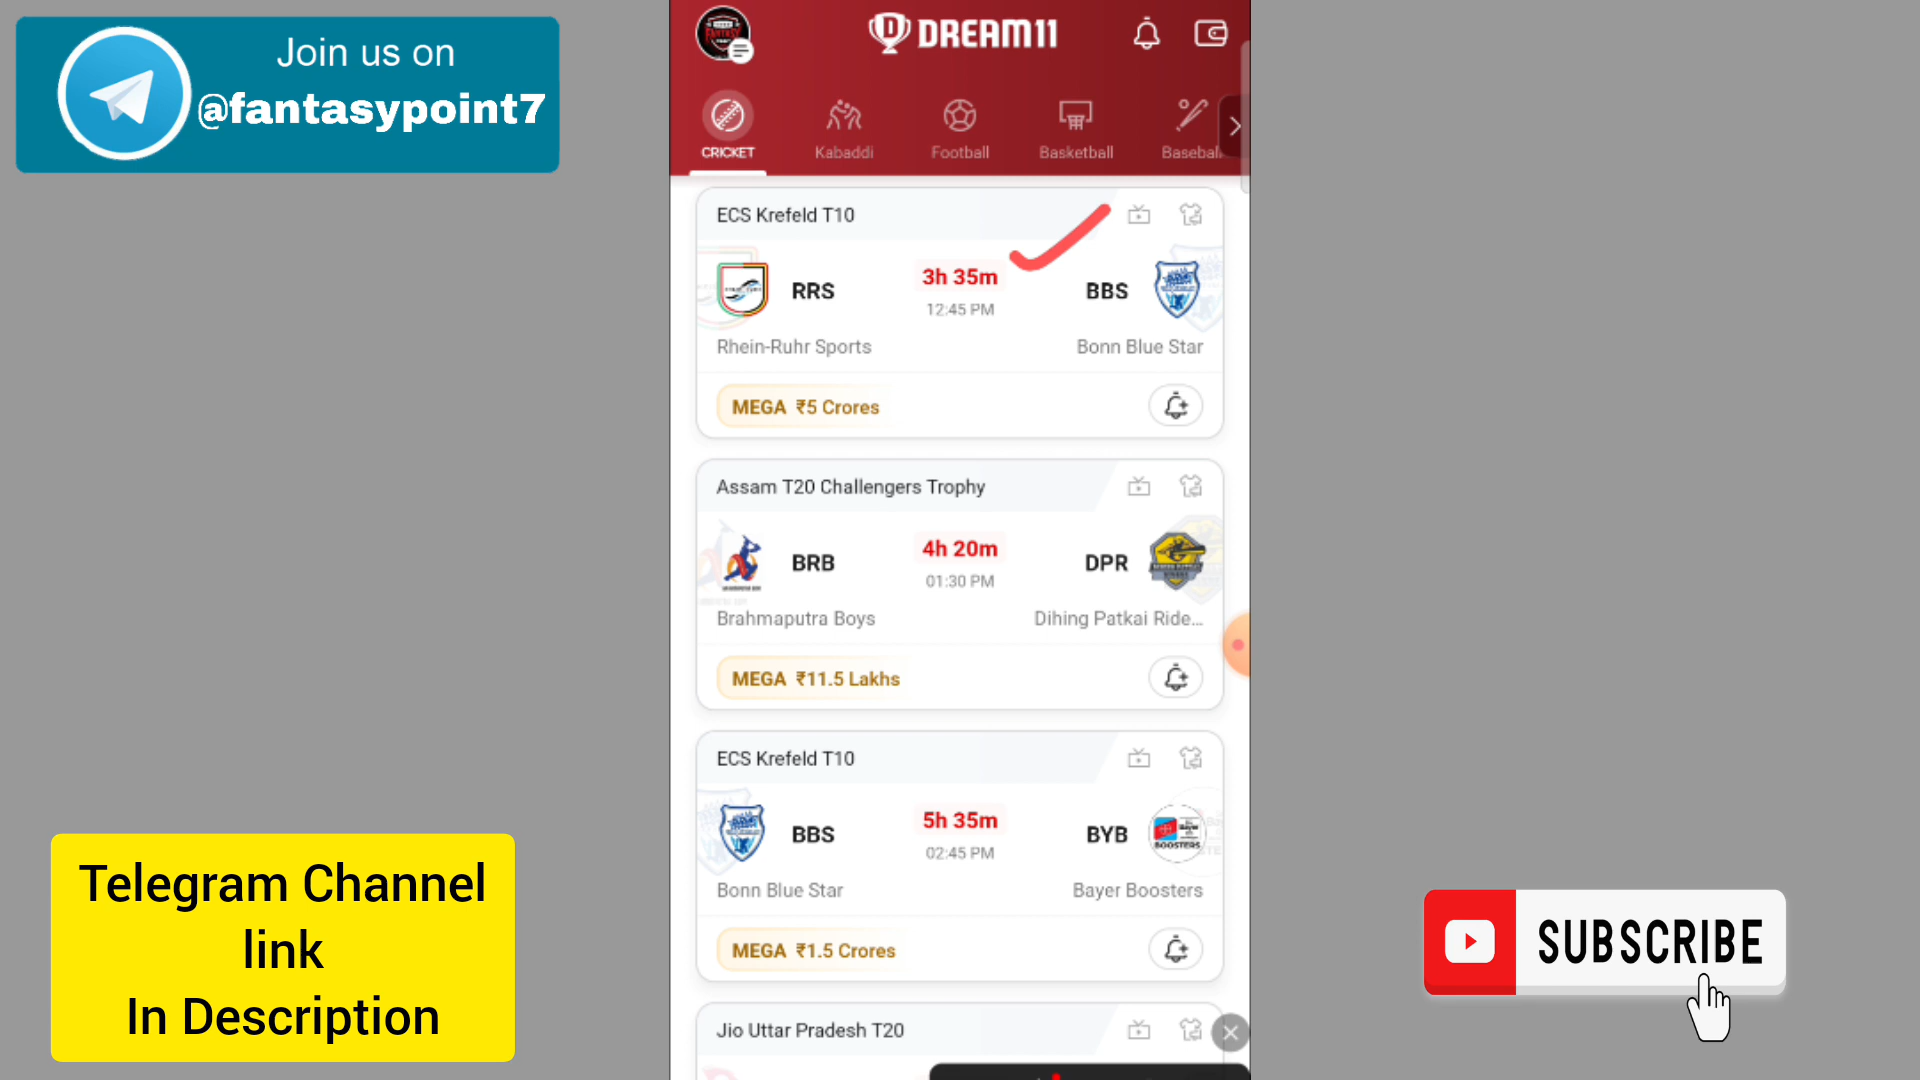 Join us on
@fantasypoint7
DREAM11
CRICKET
Kabaddi
Football
Basketball
Baseball
ECS Krefeld T10
RRS
3h 35m
12:45 PM
BBS
Rhein-Ruhr Sports
Bonn Blue Star
MEGA ₹5 Crores
Assam T20 Challengers Trophy
BRB
4h 20m
01:30 PM
DPR
Brahmaputra Boys
Dihing Patkai Ride...
MEGA ₹11.5 Lakhs
ECS Krefeld T10
BBS
5h 35m
02:45 PM
BYB
BOOSTERS
Bonn Blue Star
Bayer Boosters
MEGA ₹1.5 Crores
Jio Uttar Pradesh T20
Telegram Channel
link
In Description
SUBSCRIBE